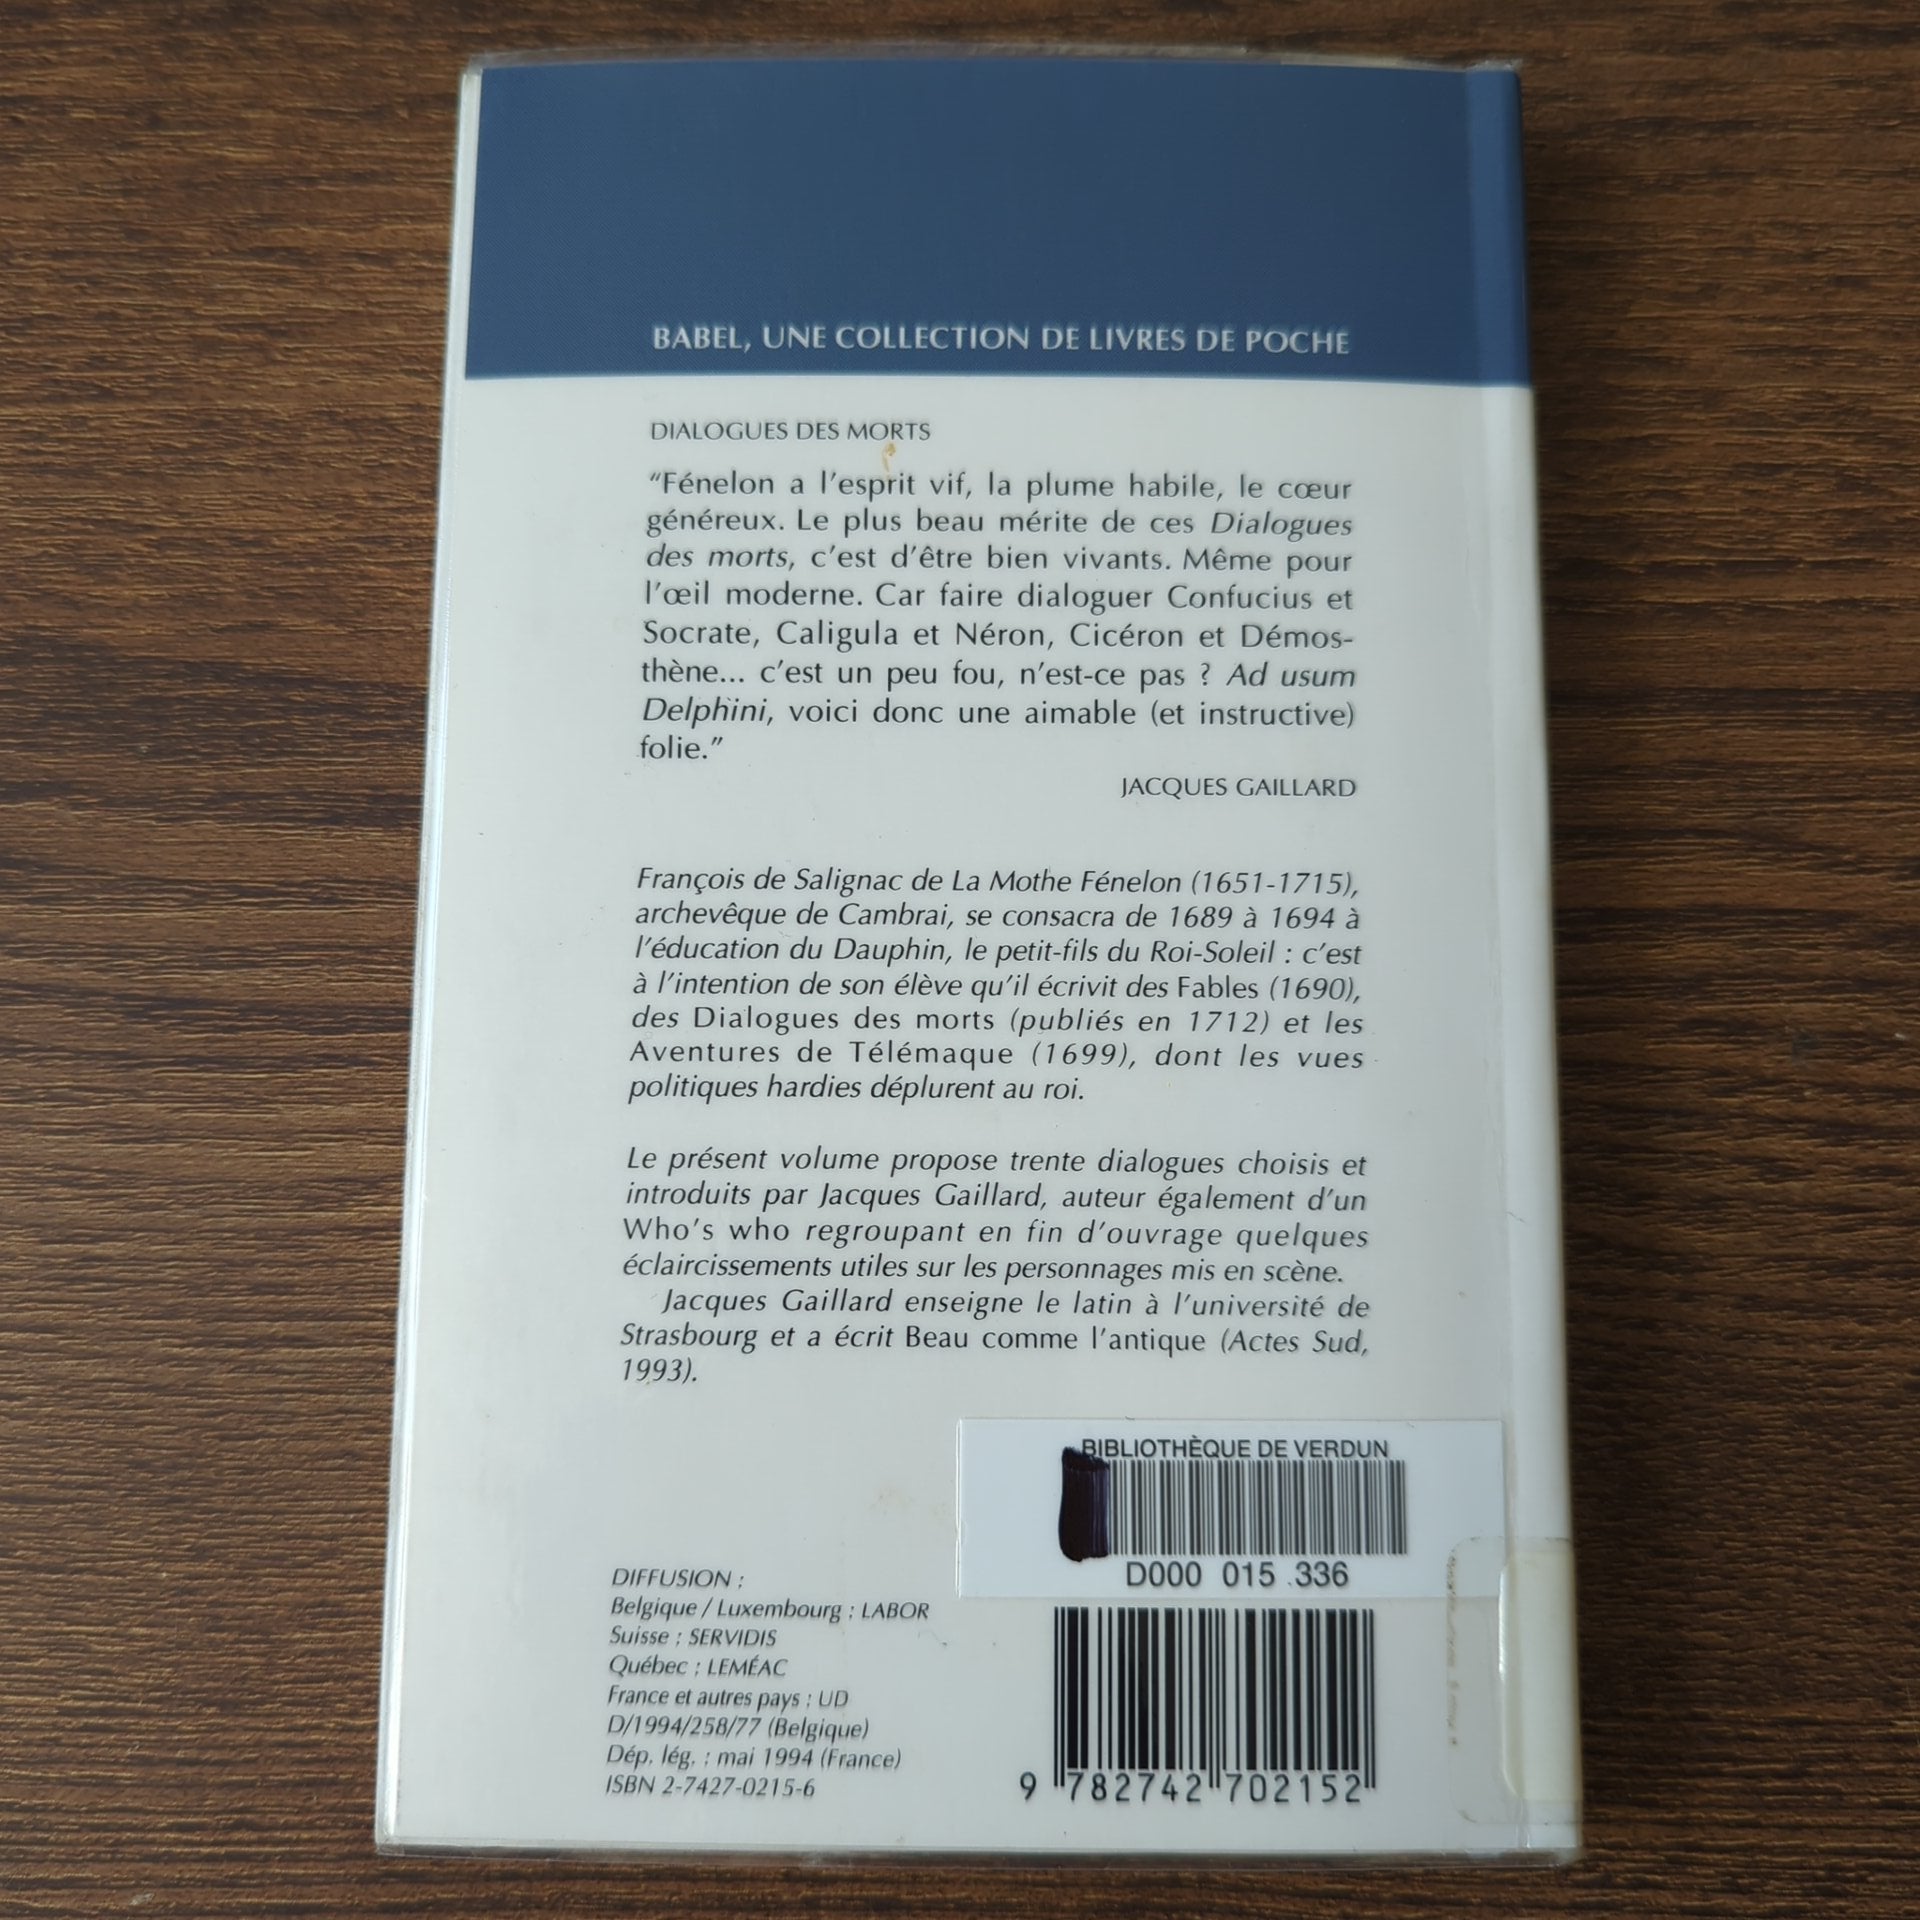 BABEL, UNE COLLECTION DE LIVRES DE POCHE
DIALOGUES DES MORTS
“Fénelon a l’esprit vif, la plume habile, le cœur
généreux. Le plus beau mérite de ces Dialogues
des morts, c’est d’être bien vivants. Même pour
l’œil moderne. Car faire dialoguer Confucius et
Socrate, Caligula et Néron, Cicéron et Démos-
thène... c’est un peu fou, n’est-ce pas ? Ad usum
Delphini, voici donc une aimable (et instructive)
folie.”
JACQUES GAILLARD
François de Salignac de La Mothe Fénelon (1651-1715),
archevêque de Cambrai, se consacra de 1689 à 1694 à
l’éducation du Dauphin, le petit-fils du Roi-Soleil : c’est
à l’intention de son élève qu’il écrivit des Fables (1690),
des Dialogues des morts (publiés en 1712) et les
Aventures de Télémaque (1699), dont les vues
politiques hardies déplurent au roi.
Le présent volume propose trente dialogues choisis et
introduits par Jacques Gaillard, auteur également d’un
Who’s who regroupant en fin d’ouvrage quelques
éclaircissements utiles sur les personnages mis en scène.
Jacques Gaillard enseigne le latin à l’université de
Strasbourg et a écrit Beau comme l’antique (Actes Sud,
1993).
BIBLIOTHÈQUE DE VERDUN
D000 015 336
DIFFUSION :
Belgique / Luxembourg : LABOR
Suisse : SERVIDIS
Québec : LEMÉAC
France et autres pays : UD
D/1994/258/77 (Belgique)
Dép. lég. : mai 1994 (France)
ISBN 2-7427-0215-6
9 782742 702152